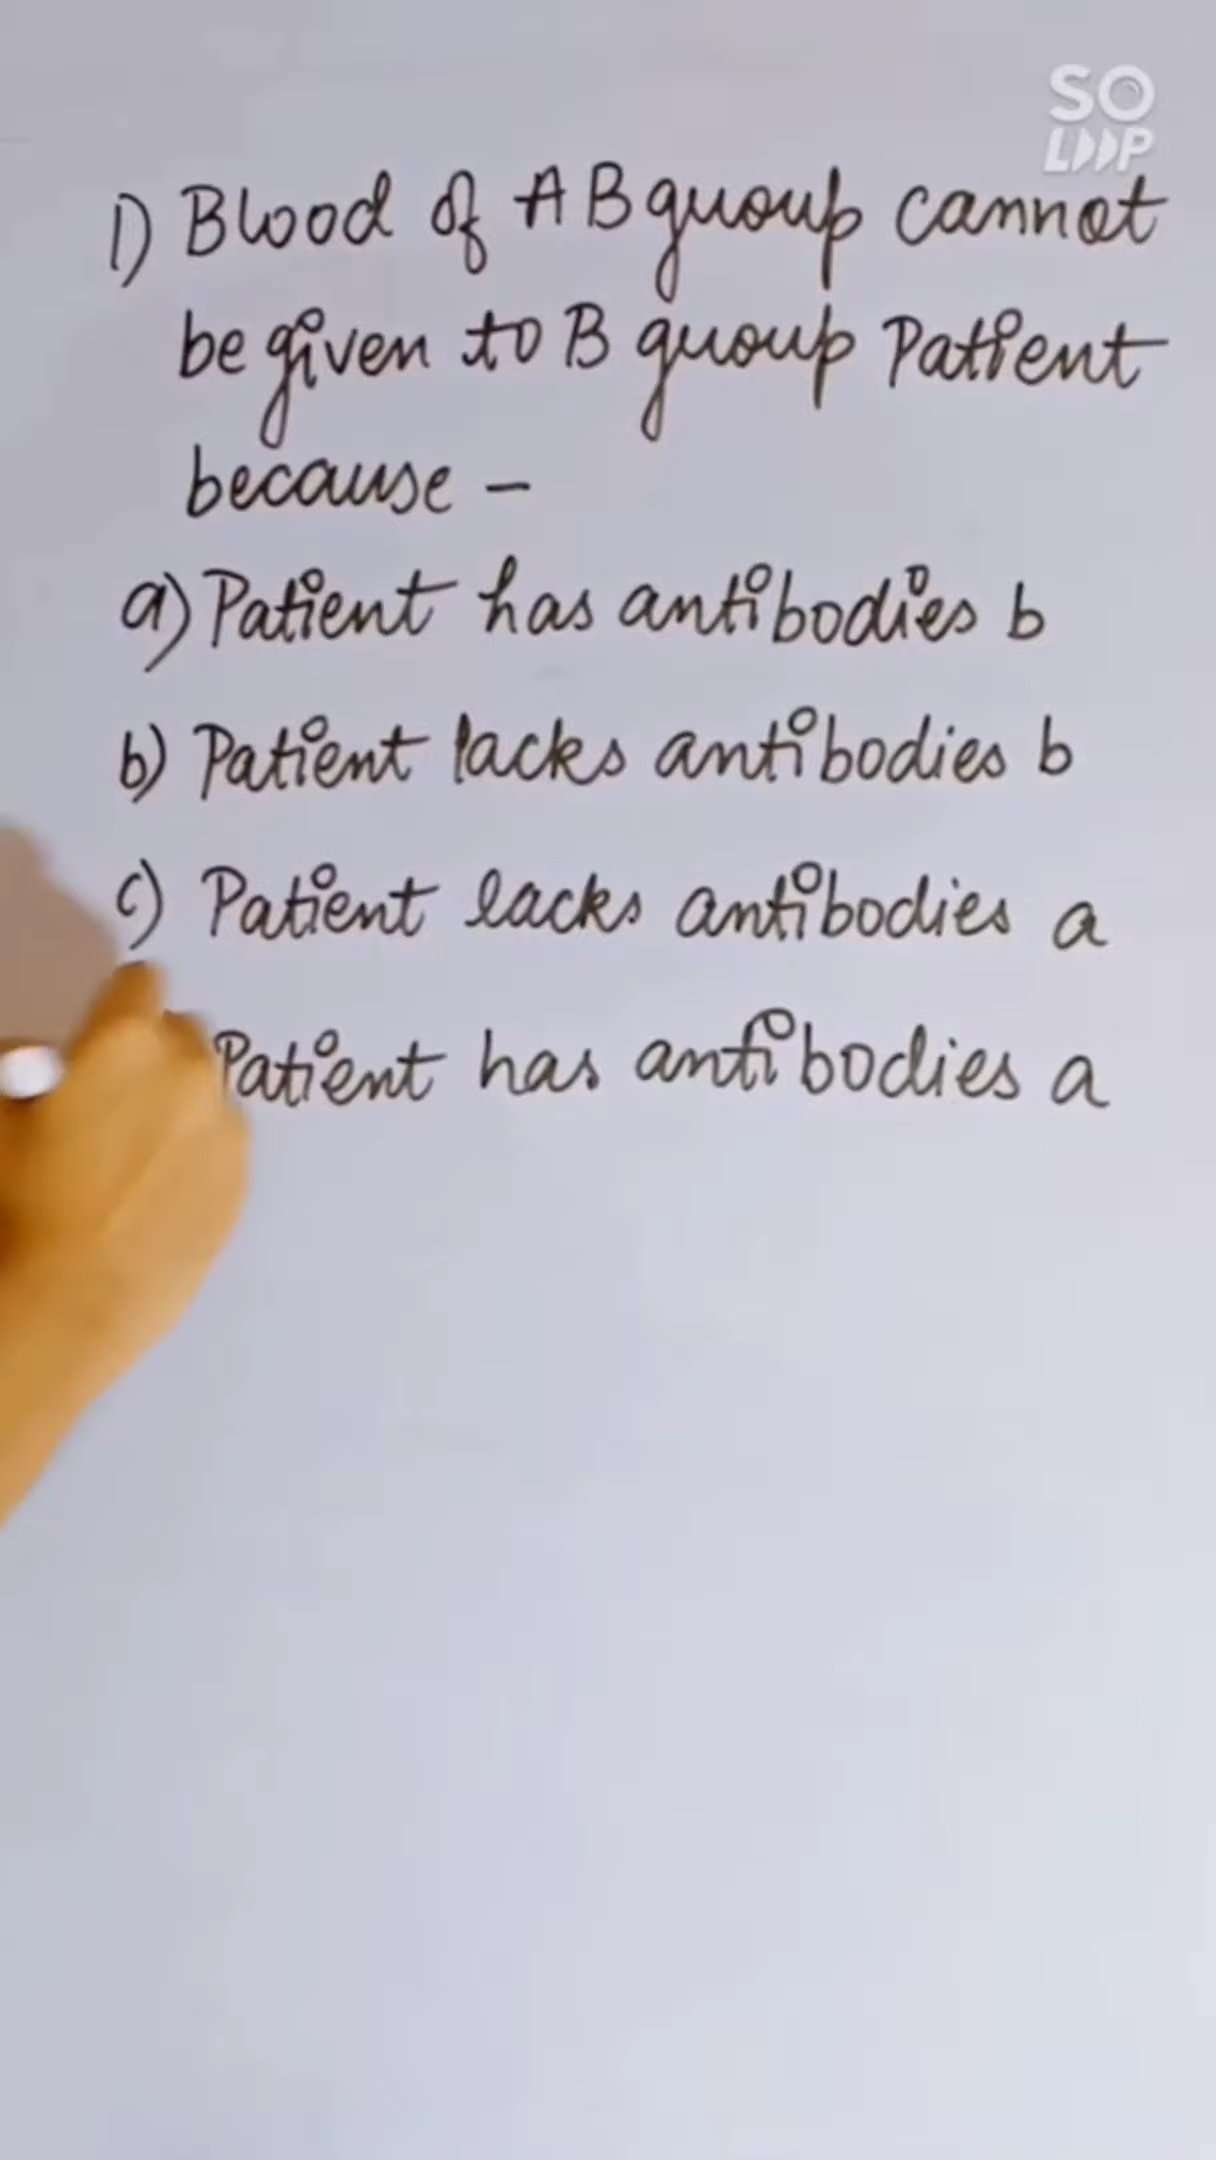 SO
LOOP
1) Blood of AB group cannot
be given to B group Patient
because -
a) Patient has antibodies b
b) Patient lacks antibodies b
c) Patient lacks antibodies a
Patient has antibodies a